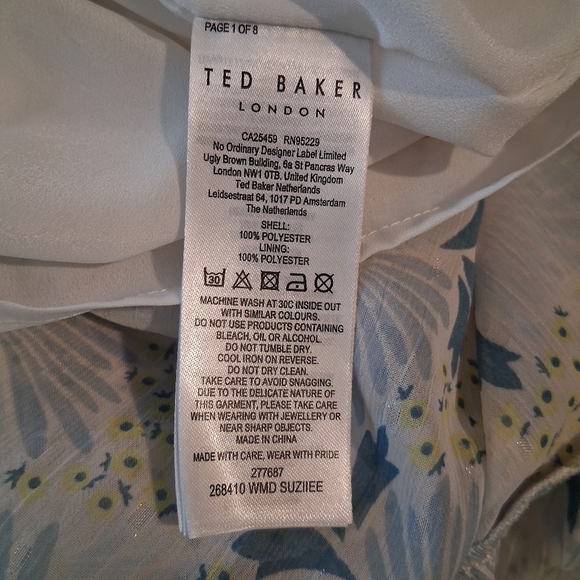 PAGE 1 OF 8
TED BAKER
LONDON
CA25459 RN95229
No Ordinary Designer Label Limited
Ugly Brown Building, 6a St Pancras Way
London NW1 0TB. United Kingdom
Ted Baker Netherlands
Leidsestraat 64, 1017 PD Amsterdam
The Netherlands
SHELL:
100% POLYESTER
LINING:
100% POLYESTER
30
MACHINE WASH AT 30C INSIDE OUT
WITH SIMILAR COLOURS.
DO NOT USE PRODUCTS CONTAINING
BLEACH, OIL OR ALCOHOL.
DO NOT TUMBLE DRY.
COOL IRON ON REVERSE.
DO NOT DRY CLEAN.
TAKE CARE TO AVOID SNAGGING.
DUE TO THE DELICATE NATURE OF
THIS GARMENT, PLEASE TAKE CARE
WHEN WEARING WITH JEWELLERY OR
NEAR SHARP OBJECTS.
MADE IN CHINA
MADE WITH CARE, WEAR WITH PRIDE
277687
268410 WMD SUZIIEE